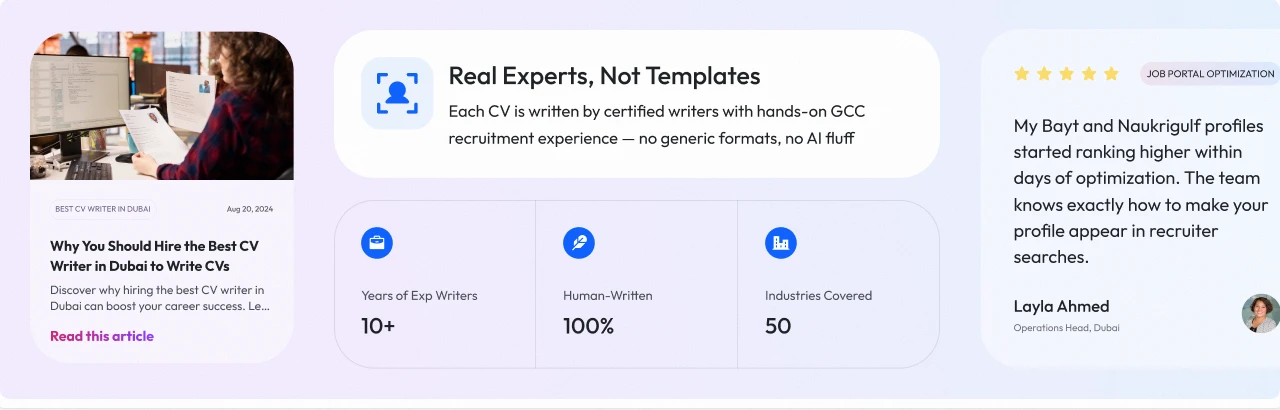 BEST CV WRITER IN DUBAI
Aug 20, 2024
Why You Should Hire the Best CV
Writer in Dubai to Write CVs
Discover why hiring the best CV writer in
Dubai can boost your career success. Le...
Read this article
Real Experts, Not Templates
Each CV is written by certified writers with hands-on GCC
recruitment experience — no generic formats, no AI fluff
Years of Exp Writers
10+
Human-Written
100%
Industries Covered
50
JOB PORTAL OPTIMIZATION
My Bayt and Naukrigulf profiles
started ranking higher within
days of optimization. The team
knows exactly how to make your
profile appear in recruiter
searches.
Layla Ahmed
Operations Head, Dubai